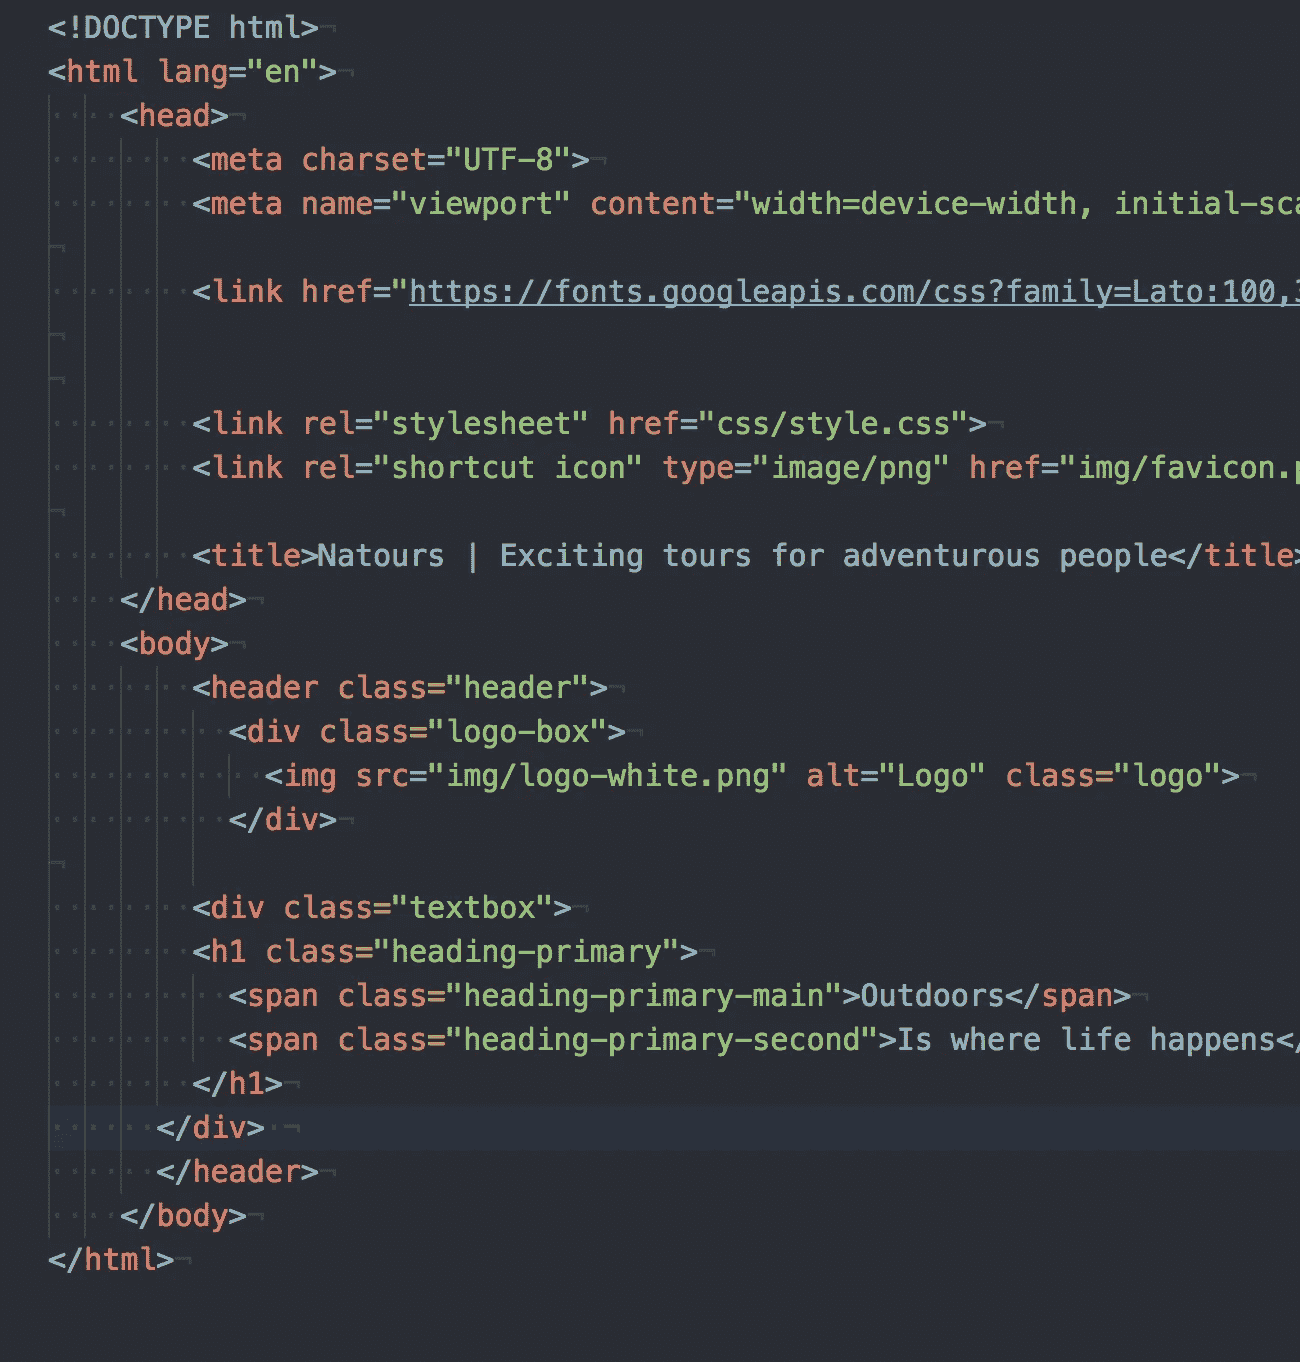 <!DOCTYPE html>
<html lang="en">
<head>
<meta charset="UTF-8">
<meta name="viewport" content="width=device-width, initial-sca
<link href="https://fonts.googleapis.com/css?family=Lato:100,3
<link rel="stylesheet" href="css/style.css">
<link rel="shortcut icon" type="image/png" href="img/favicon.p
<title>Natours | Exciting tours for adventurous people</title>
</head>
<body>
<header class="header">
<div class="logo-box">
<img src="img/logo-white.png" alt="Logo" class="logo">
</div>
<div class="textbox">
<h1 class="heading-primary">
<span class="heading-primary-main">Outdoors</span>
<span class="heading-primary-second">Is where life happens</
</h1>
</div>
</header>
</body>
</html>